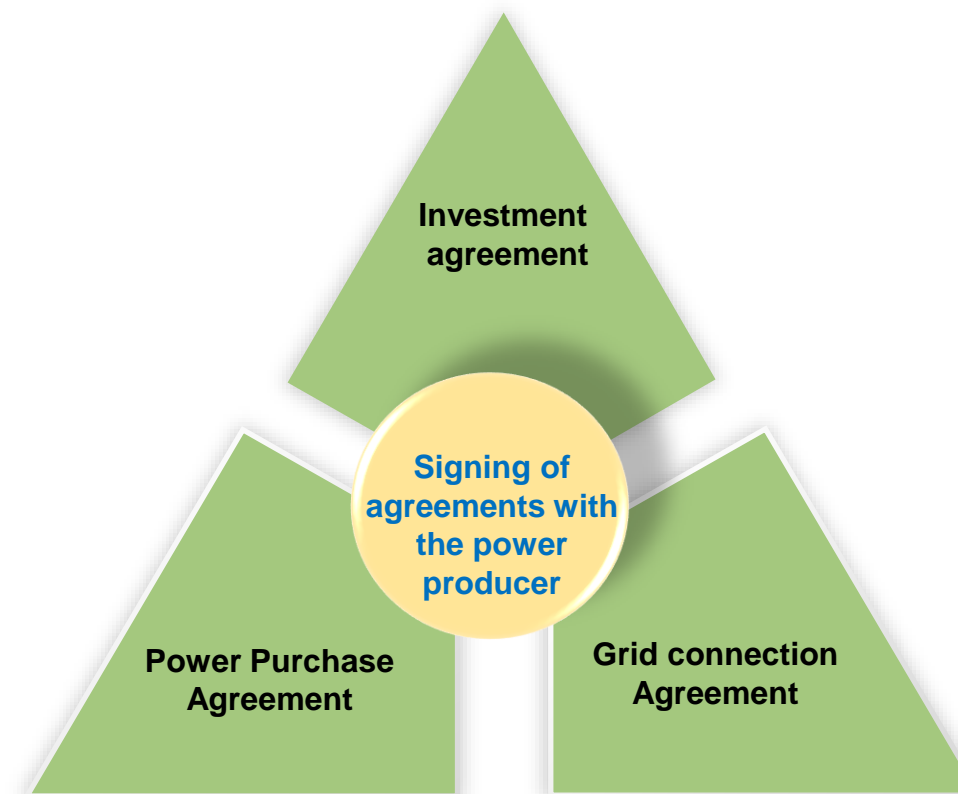 Investment
agreement
Signing of
agreements with
the power
producer
Power Purchase
Agreement
Grid connection
Agreement